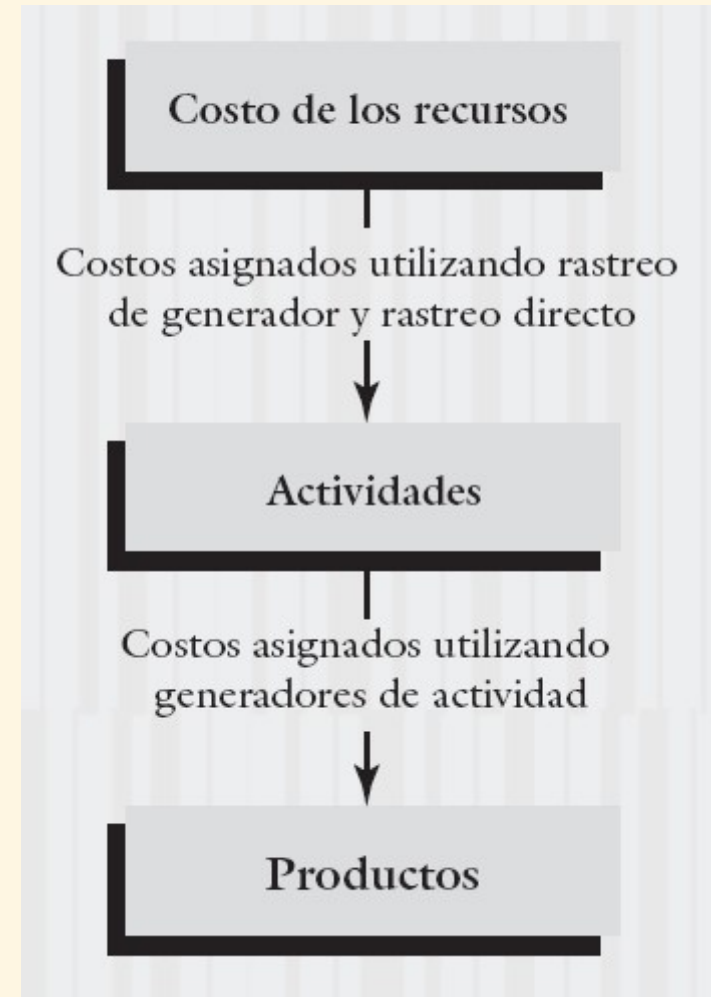 Costo de los recursos
Costos asignados utilizando rastreo
de generador y rastreo directo
Actividades
Costos asignados utilizando
generadores de actividad
Productos